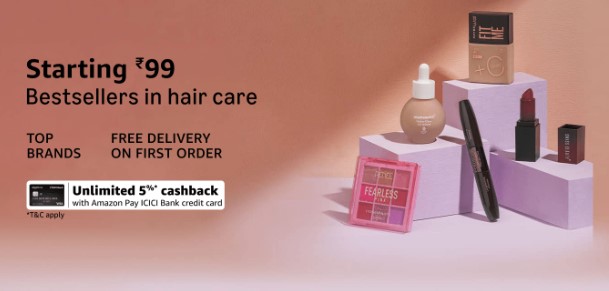 Starting ₹99
Bestsellers in hair care
TOP
BRANDS
FREE DELIVERY
ON FIRST ORDER
Unlimited 5%* cashback
with Amazon Pay ICICI Bank credit card
*T&C apply
FIT
ME
FEARLESS